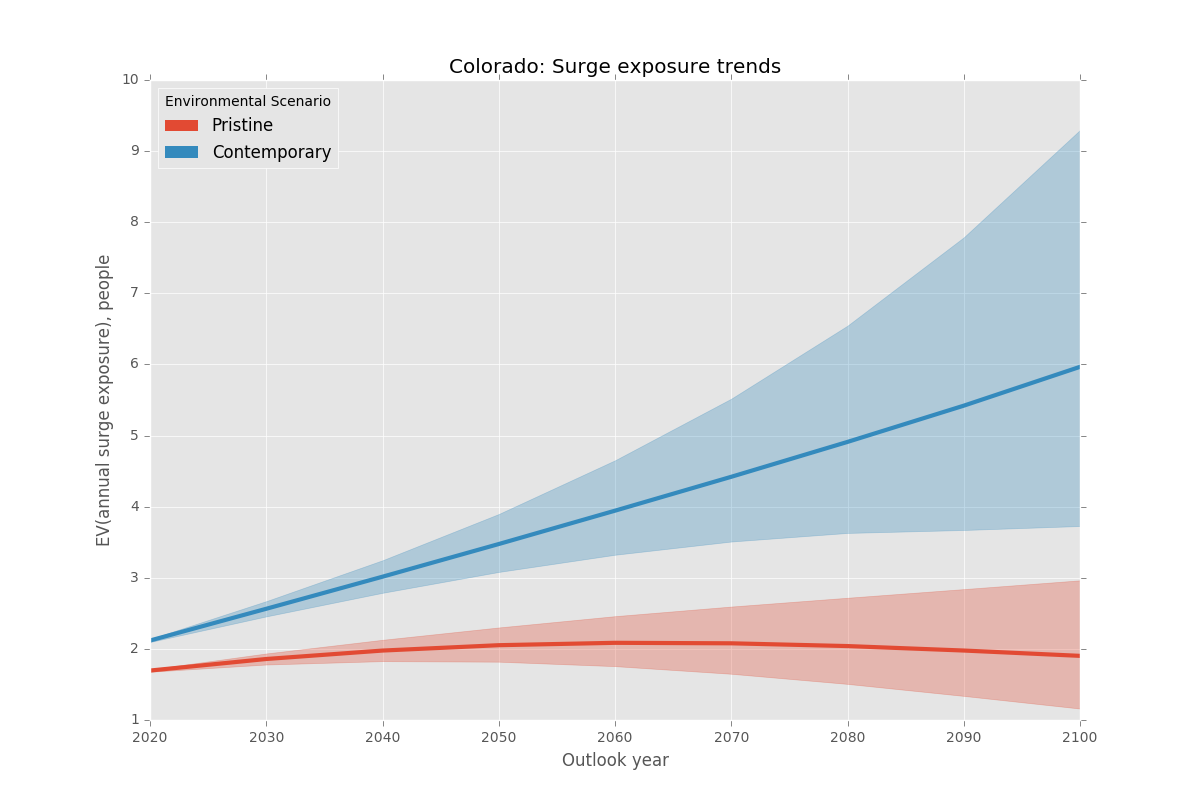 Colorado: Surge exposure trends
Environmental Scenario
Pristine
Contemporary
EV(annual surge exposure), people
10
9
8
7
6
5
4
3
2
1
2020 2030 2040 2050 2060 2070 2080 2090 2100
Outlook year